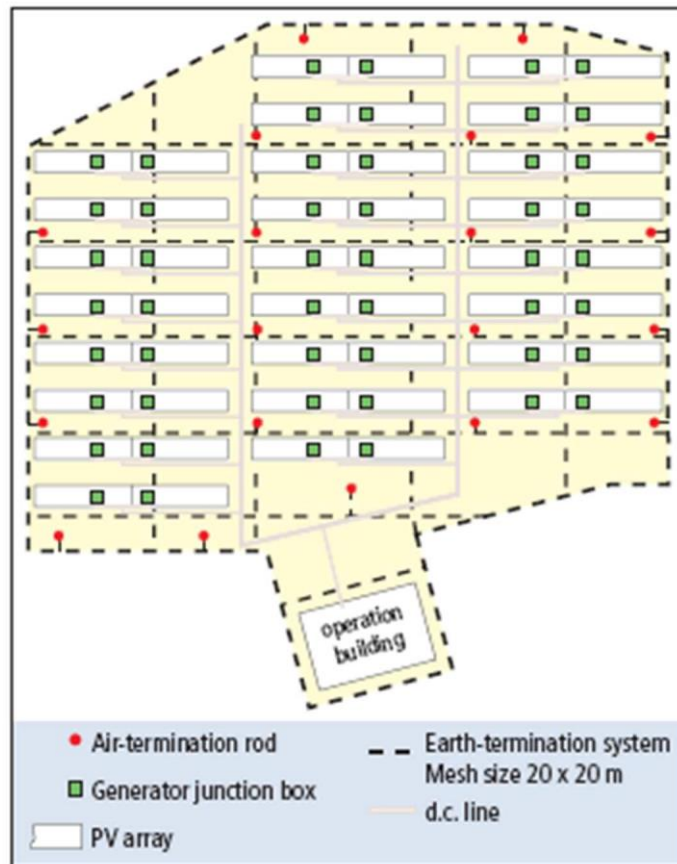 operation
building
Air-termination rod
Generator junction box
PV array
Earth-termination system
Mesh size 20 x 20 m
d.c. line